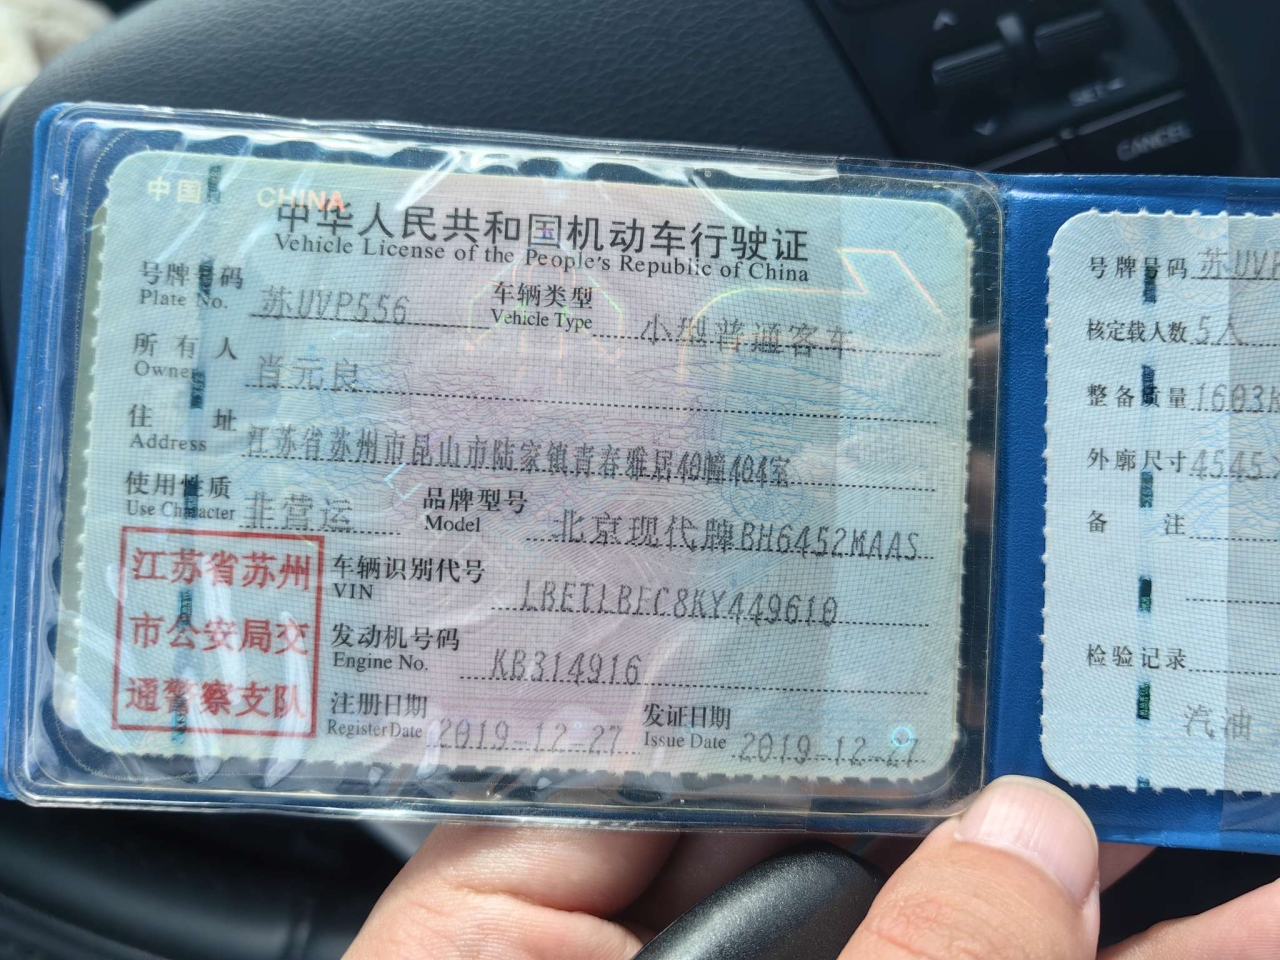 SET
CANCEL
中国 CHINA
中华人民共和国机动车行驶证
Vehicle License of the People's Republic of China
号牌号码 苏UVP556 车辆类型 小型普通客车
Plate No. Vehicle Type
所有人 肖元良
Owner
住址 江苏省苏州市昆山市陆家镇青春雅居40幢404室
Address
使用性质 非营运 品牌型号 北京现代牌BH6452MAAS
Use Character Model
江苏省苏州
市公安局交
通警察支队
车辆识别代号 LBETLBFC8KY449610
VIN
发动机号码 KB314916
Engine No.
注册日期 2019-12-27 发证日期 2019-12-27
Register Date Issue Date
号牌号码 苏UVP
核定载人数 5人
整备质量 1603
外廓尺寸 4545
备注
检验记录
汽油